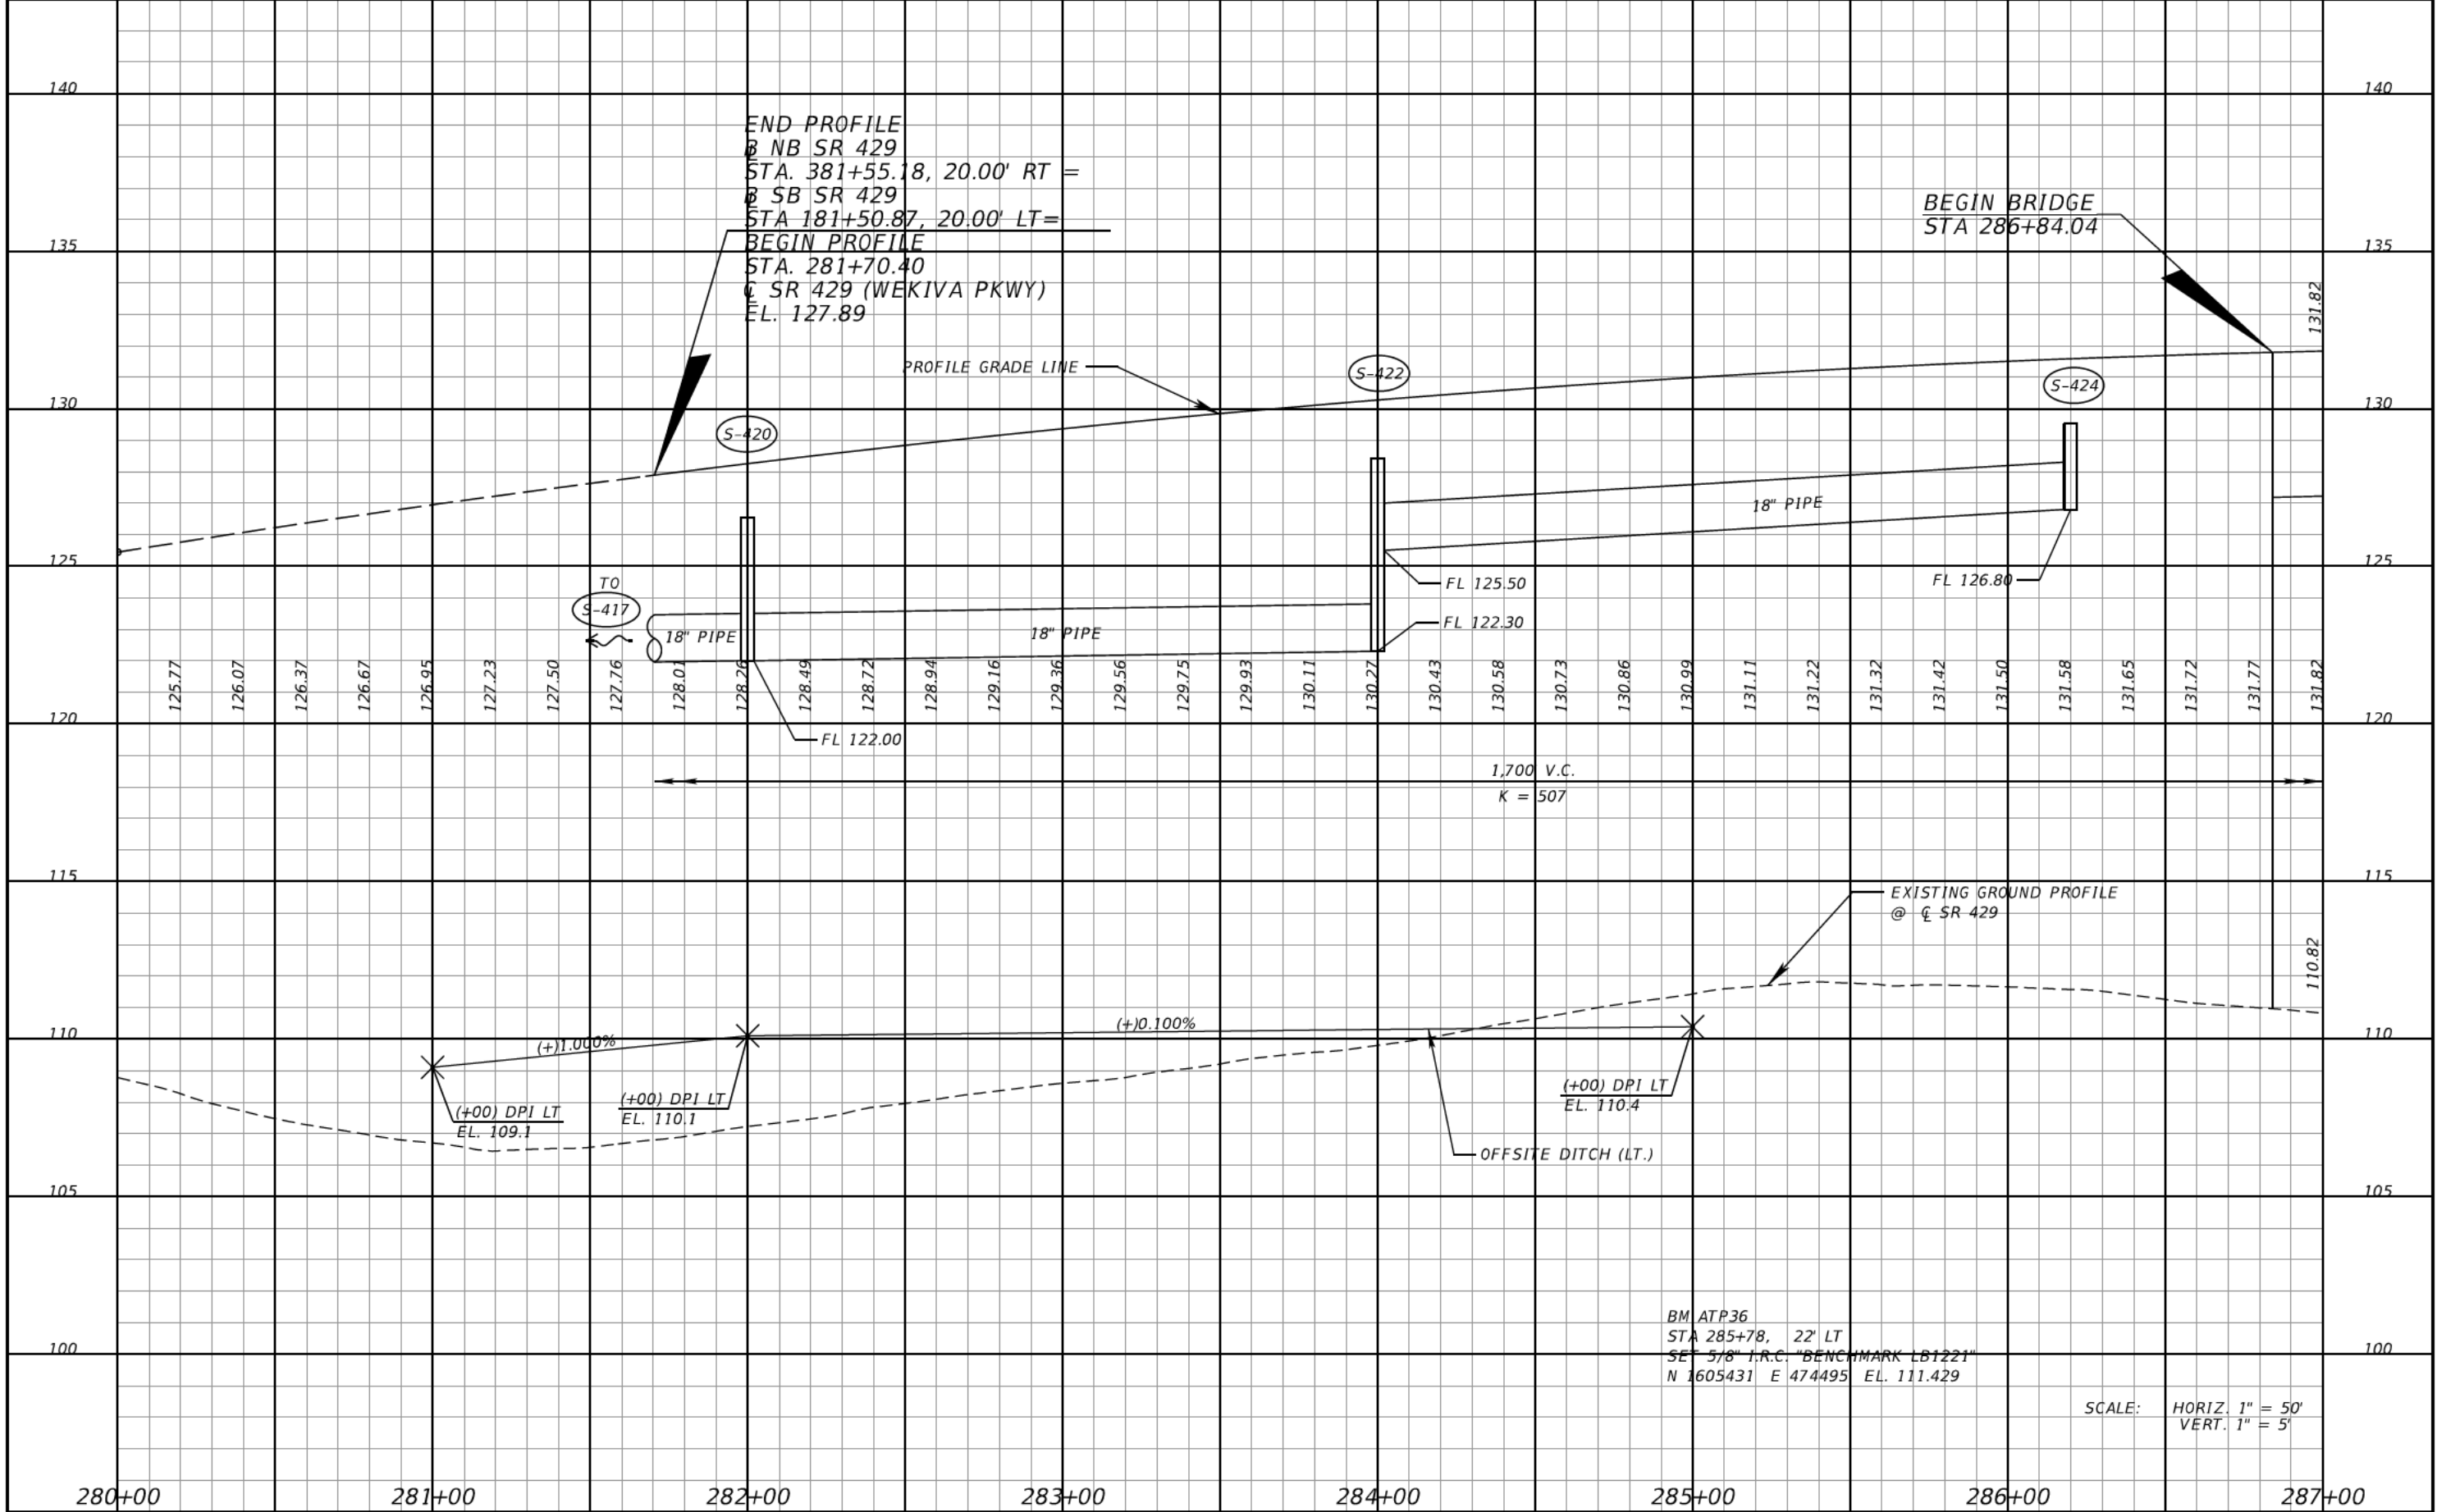 140
140
END PROFILE
℄ NB SR 429
STA. 381+55.18, 20.00' RT =
℄ SB SR 429
STA 181+50.87, 20.00' LT=
BEGIN PROFILE
STA. 281+70.40
℄ SR 429 (WEKIVA PKWY)
EL. 127.89
BEGIN BRIDGE
STA 286+84.04
135
135
131.82
PROFILE GRADE LINE
S-422
S-424
130
130
S-420
18" PIPE
125
125
TO
S-417
FL 125.50
FL 126.80
FL 122.30
18" PIPE
18" PIPE
125.77 126.07 126.37 126.67 126.95 127.23 127.50 127.76 128.01 128.26 128.49 128.72 128.94 129.16 129.36 129.56 129.75 129.93 130.11 130.27 130.43 130.58 130.73 130.86 130.99 131.11 131.22 131.32 131.42 131.50 131.58 131.65 131.72 131.77 131.82
120
120
FL 122.00
1,700 V.C.
K = 507
115
115
EXISTING GROUND PROFILE
@ ℄ SR 429
110.82
110
110
(+)1.000%
(+)0.100%
(+00) DPI LT
EL. 109.1
(+00) DPI LT
EL. 110.1
(+00) DPI LT
EL. 110.4
OFFSITE DITCH (LT.)
105
105
BM ATP36
STA 285+78, 22' LT
SET 5/8" I.R.C. "BENCHMARK LB1221"
N 1605431 E 474495 EL. 111.429
100
100
SCALE: HORIZ. 1" = 50'
VERT. 1" = 5'
280+00 281+00 282+00 283+00 284+00 285+00 286+00 287+00